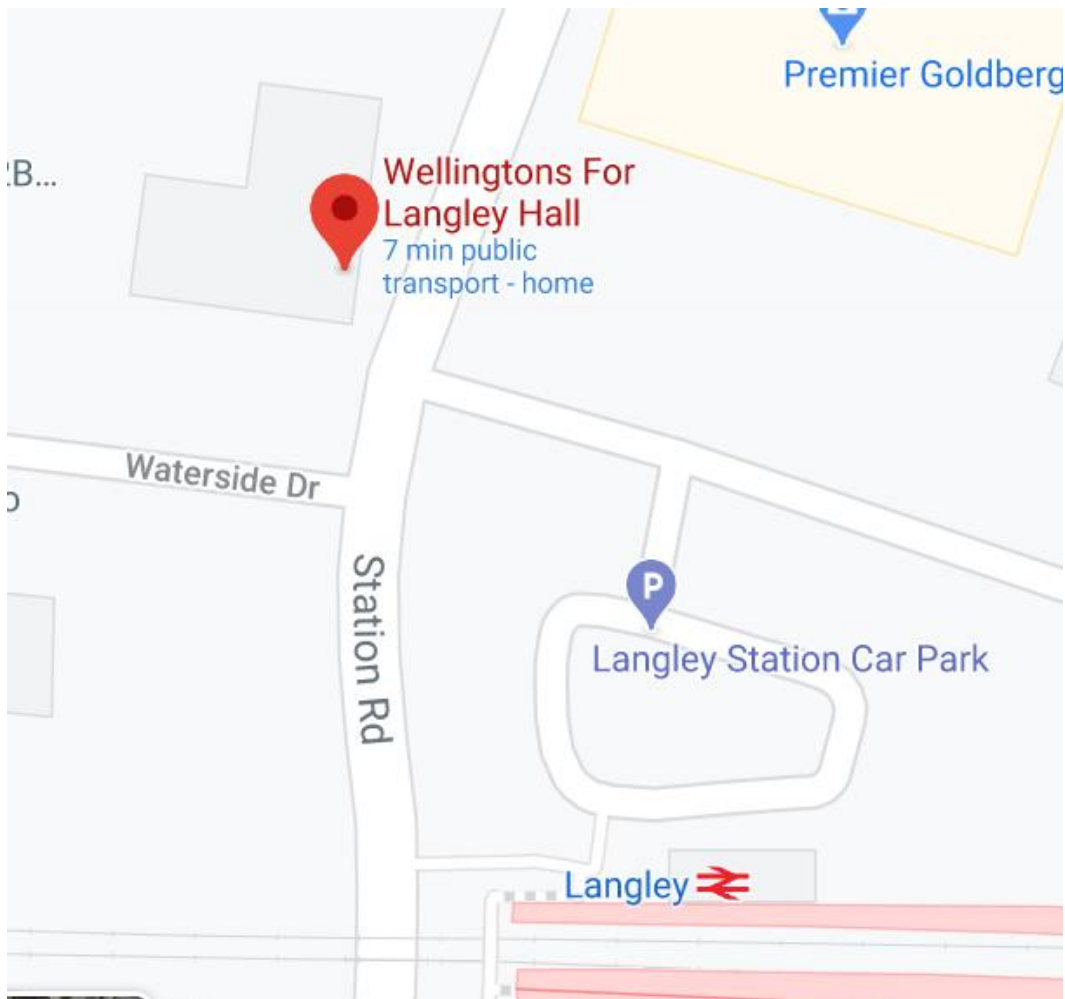 Premier Goldberg
2B...
Wellingtons For
Langley Hall
7 min public
transport - home
Waterside Dr
Station Rd
P
Langley Station Car Park
Langley